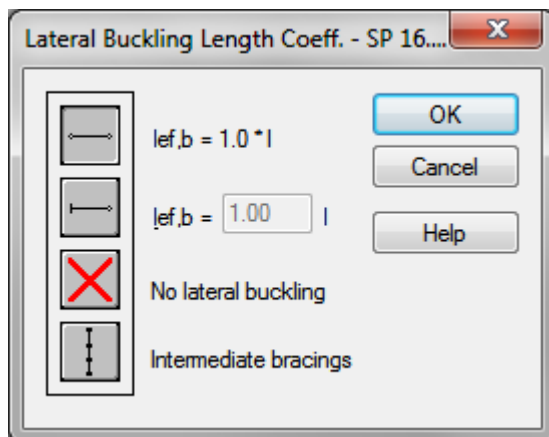 Lateral Buckling Length Coeff. - SP 16....
lef,b = 1.0 * l
lef,b = 1.00 l
No lateral buckling
Intermediate bracings
OK
Cancel
Help